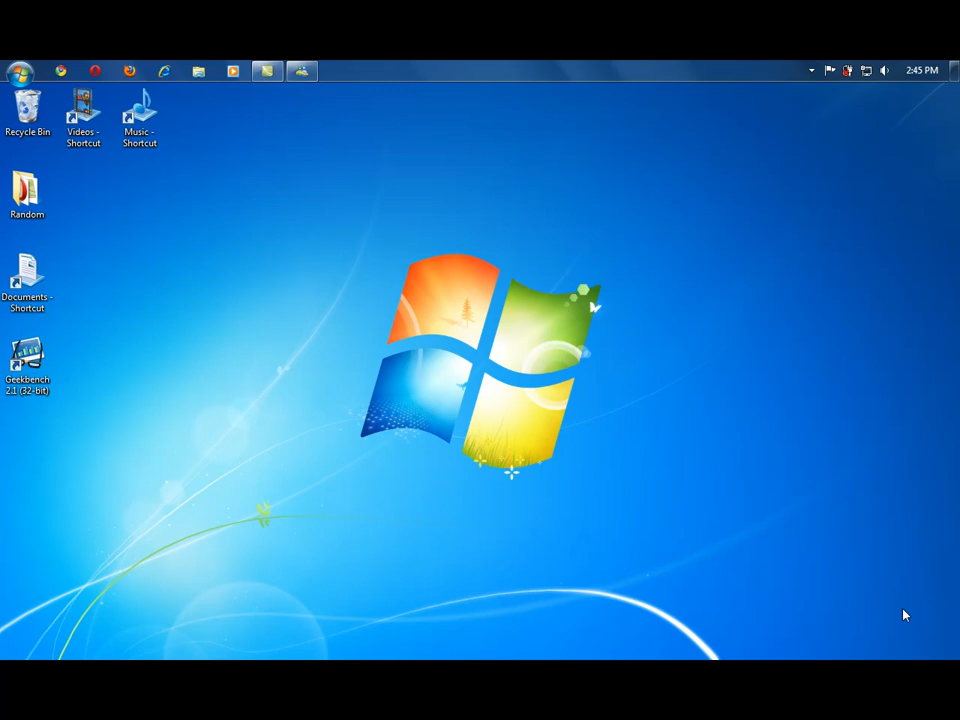 2:45 PM
Recycle Bin
Videos -
Shortcut
Music -
Shortcut
Random
Documents -
Shortcut
Geekbench
2.1 (32-bit)